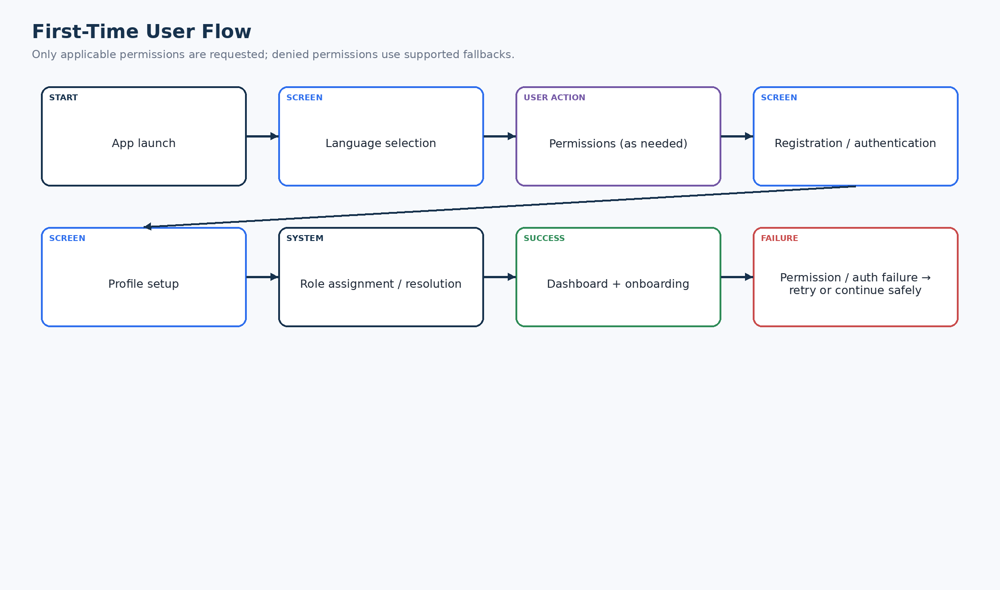 First-Time User Flow
Only applicable permissions are requested; denied permissions use supported fallbacks.
START
App launch
SCREEN
Language selection
USER ACTION
Permissions (as needed)
SCREEN
Registration / authentication
SCREEN
Profile setup
SYSTEM
Role assignment / resolution
SUCCESS
Dashboard + onboarding
FAILURE
Permission / auth failure →
retry or continue safely